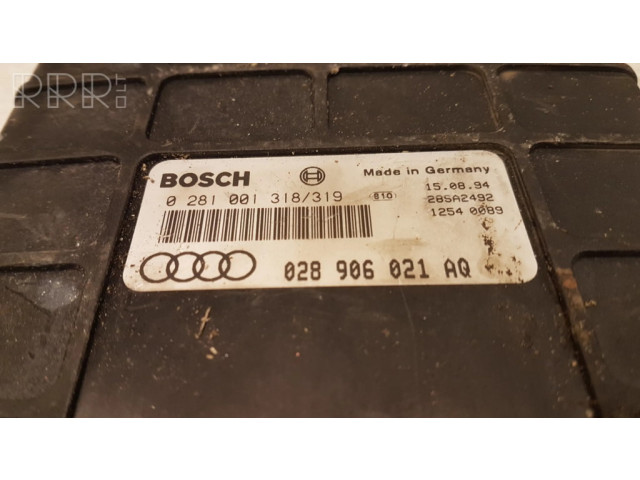 RRR.LT
BOSCH
Made in Germany
0 281 001 318/319
810
15.08.94
28SA2492
1254 0089
028 906 021 AQ